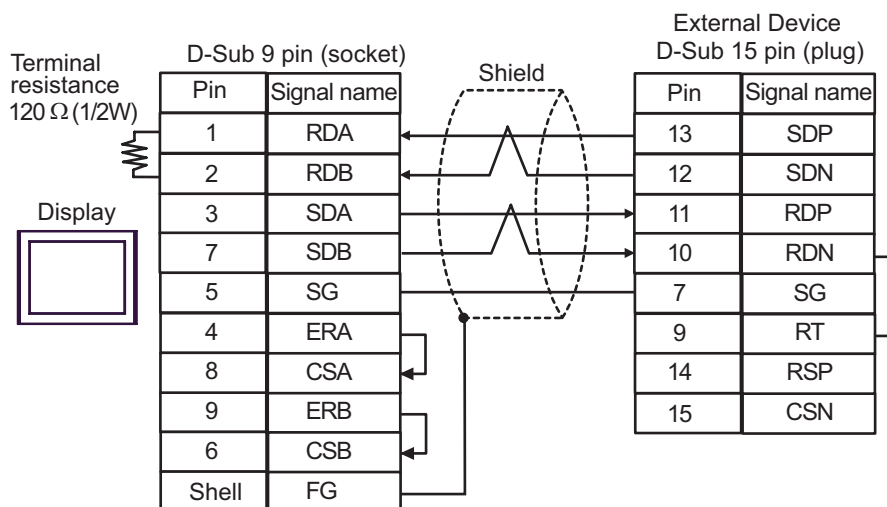 External Device
D-Sub 9 pin (socket)
D-Sub 15 pin (plug)
Terminal
resistance
120 Ω (1/2W)
Shield
Display
Pin Signal name
1 RDA
2 RDB
3 SDA
7 SDB
5 SG
4 ERA
8 CSA
9 ERB
6 CSB
Shell FG
Pin Signal name
13 SDP
12 SDN
11 RDP
10 RDN
7 SG
9 RT
14 RSP
15 CSN